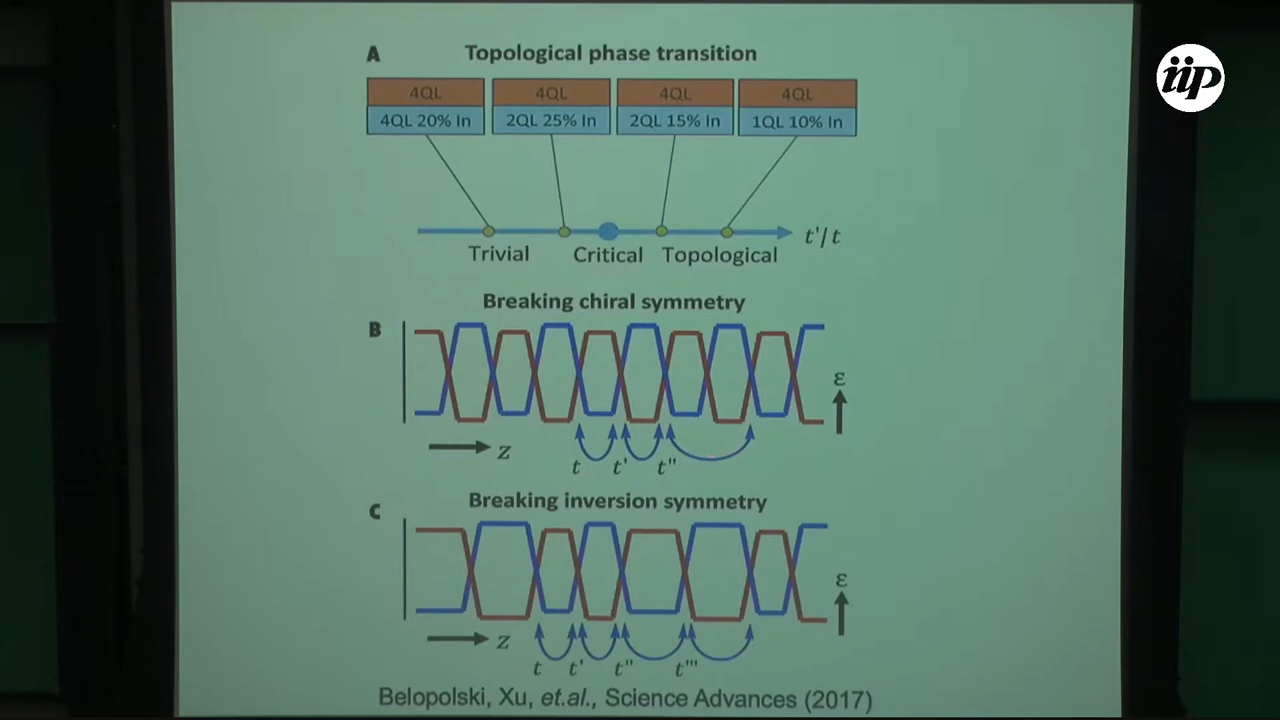 iip
A Topological phase transition
4QL 4QL 4QL 4QL
4QL 20% In 2QL 25% In 2QL 15% In 1QL 10% In
t'/t
Trivial Critical Topological
Breaking chiral symmetry
B
ε
z
t t' t''
Breaking inversion symmetry
C
ε
z
t t' t'' t'''
Belopolski, Xu, et.al., Science Advances (2017)